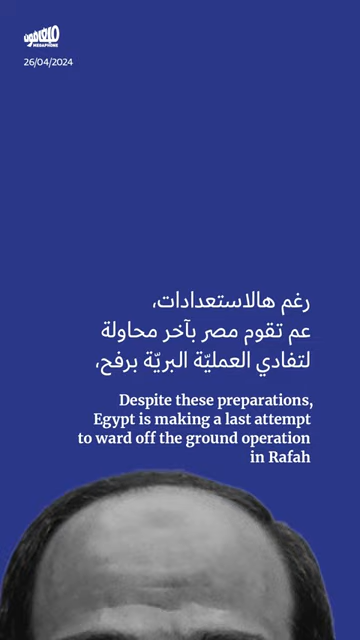 ميغافون
MEGAPHONE
26/04/2024
رغم هالاستعدادات،
عم تقوم مصر بآخر محاولة
لتفادي العمليّة البريّة برفح،
Despite these preparations,
Egypt is making a last attempt
to ward off the ground operation
in Rafah